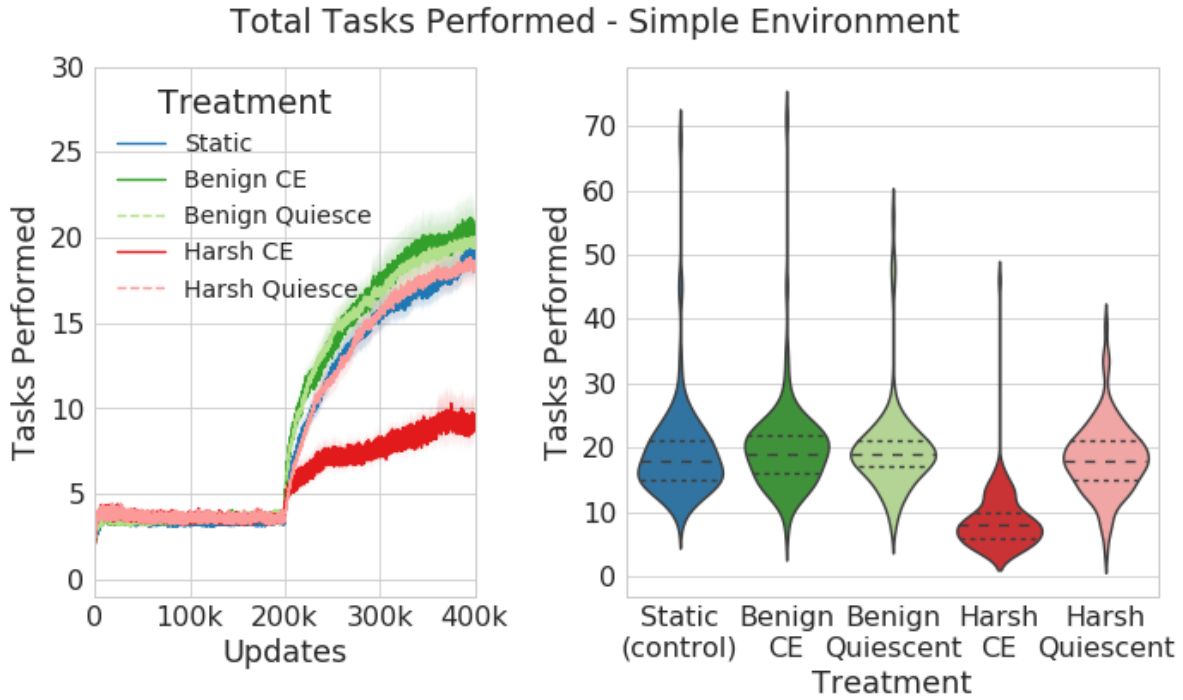 Total Tasks Performed - Simple Environment
Tasks Performed
30
25
20
15
10
5
0
Treatment
Static
Benign CE
Benign Quiesce
Harsh CE
Harsh Quiesce
0
100k
200k
300k
400k
Updates
Tasks Performed
70
60
50
40
30
20
10
0
Static
(control)
Benign
CE
Benign
Quiescent
Harsh
CE
Harsh
Quiescent
Treatment